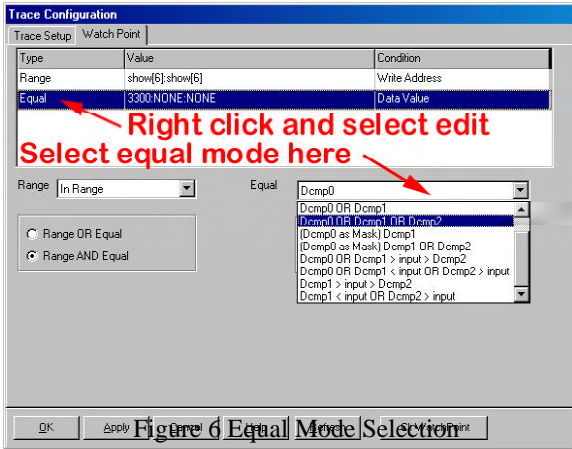 Trace Configuration
Trace Setup Watch Point
Type Value Condition
Range show[6]:show[6] Write Address
Equal 3300:NONE:NONE Data Value
Right click and select edit
Select equal mode here
Range In Range Equal Dcmp0
Dcmp0 OR Dcmp1
Dcmp0 OR Dcmp1 OR Dcmp2
(Dcmp0 as Mask) Dcmp1
(Dcmp0 as Mask) Dcmp1 OR Dcmp2
Dcmp0 OR Dcmp1 > input > Dcmp2
Dcmp0 OR Dcmp1 < input OR Dcmp2 > input
Dcmp1 > input > Dcmp2
Dcmp1 < input OR Dcmp2 > input
Range OR Equal
Range AND Equal
OK Apply Cancel Help Refresh WatchPoint
Figure 6 Equal Mode Selection